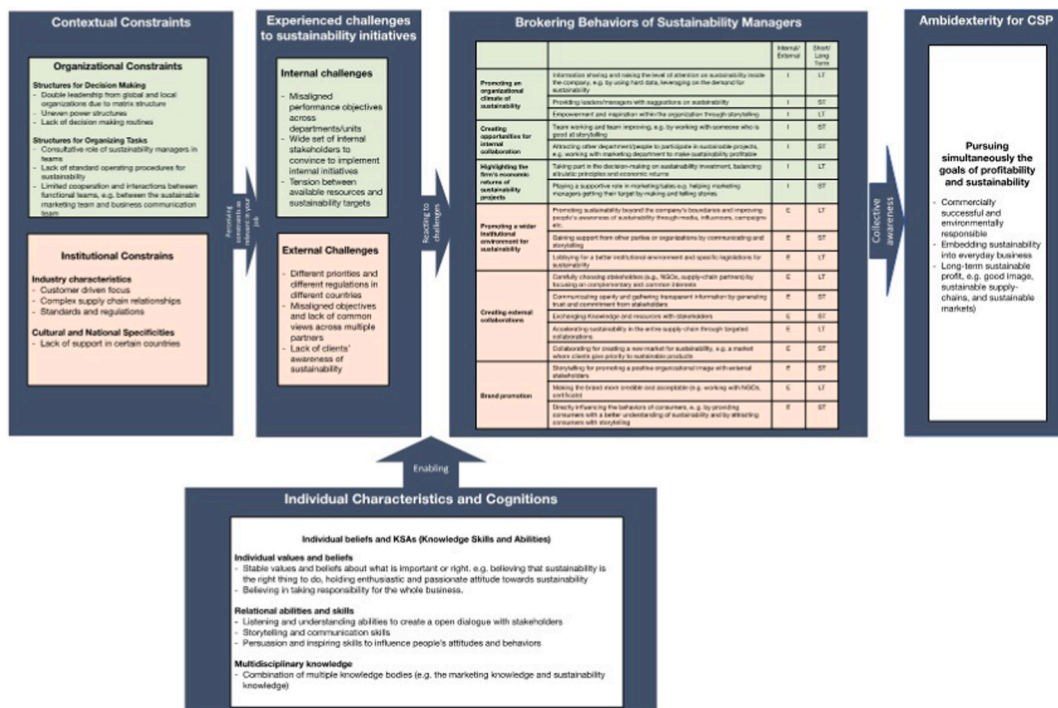 Contextual Constraints
Organizational Constraints
Structures for Decision Making
- Double leadership from global and local
organizations due to matrix structure
- Uneven power structures
- Lack of decision making routines
Structures for Organizing Tasks
- Consultative role of sustainability managers in
teams
- Lack of standard operating procedures for
sustainability
- Limited cooperation and interactions between
functional teams, e.g. between the sustainable
marketing team and business communication
team
Institutional Constrains
Industry characteristics
- Customer driven focus
- Complex supply chain relationships
- Standards and regulations
Cultural and National Specificities
- Lack of support in certain countries
Perceiving
constraints as
relevant in your
job
Experienced challenges
to sustainability initiatives
Internal challenges
- Misaligned
performance objectives
across
departments/units
- Wide set of internal
stakeholders to
convince to implement
internal initiatives
- Tension between
available resources and
sustainability targets
External Challenges
- Different priorities and
different regulations in
different countries
- Misaligned objectives
and lack of common
views across multiple
partners
- Lack of clients'
awareness of
sustainability
Reacting to
challenges
Brokering Behaviors of Sustainability Managers
Internal/
External
Short/
Long
Term
Promoting an
organizational
climate of
sustainability
Information sharing and raising the level of attention on sustainability inside
the company, e.g. by using hard data, leveraging on the demand for
sustainability
I LT
Providing leaders/managers with suggestions on sustainability I ST
Empowerment and inspiration within the organization through storytelling I LT
Creating
opportunities for
internal
collaboration
Team working and team improving, e.g. by working with someone who is
good at storytelling
I ST
Attracting other department/people to participate in sustainable projects,
e.g. working with marketing department to make sustainability profitable
I ST
Highlighting the
firm's economic
returns of
sustainability
projects
Taking part in the decision-making on sustainability investment, balancing
altruistic principles and economic returns
I LT
Playing a supportive role in marketing/sales e.g. helping marketing
managers getting their target by making and telling stories
I ST
Promoting a wider
institutional
environment for
sustainability
Promoting sustainability beyond the company's boundaries and improving
people's awareness of sustainability through media, influencers, campaigns
etc.
E LT
Gaining support from other parties or organizations by communicating and
storytelling
E ST
Lobbying for a better institutional environment and specific legislations for
sustainability
E LT
Creating external
collaborations
Carefully choosing stakeholders (e.g., NGOs, supply-chain partners) by
focusing on complementary and common interests
E LT
Communicating openly and gathering transparent information by generating
trust and commitment from stakeholders
E ST
Exchanging Knowledge and resources with stakeholders E ST
Accelerating sustainability in the entire supply-chain through targeted
collaborations
E LT
Collaborating for creating a new market for sustainability, e.g. a market
where clients give priority to sustainable products
E ST
Brand promotion
Storytelling for promoting a positive organizational image with external
stakeholders
E ST
Making the brand more credible and acceptable (e.g. working with NGOs,
certificate)
E LT
Directly influencing the behaviors of consumers, e. g. by providing
consumers with a better understanding of sustainability and by attracting
consumers with storytelling
E ST
Collective
awareness
Ambidexterity for CSP
Pursuing
simultaneously the
goals of profitability
and sustainability
- Commercially
successful and
environmentally
responsible
- Embedding sustainability
into everyday business
- Long-term sustainable
profit, e.g. good image,
sustainable supply-
chains, and sustainable
markets)
Enabling
Individual Characteristics and Cognitions
Individual beliefs and KSAs (Knowledge Skills and Abilities)
Individual values and beliefs
- Stable values and beliefs about what is important or right. e.g. believing that sustainability is
the right thing to do, holding enthusiastic and passionate attitude towards sustainability
- Believing in taking responsibility for the whole business.
Relational abilities and skills
- Listening and understanding abilities to create a open dialogue with stakeholders
- Storytelling and communication skills
- Persuasion and inspiring skills to influence people's attitudes and behaviors
Multidisciplinary knowledge
- Combination of multiple knowledge bodies (e.g. the marketing knowledge and sustainability
knowledge)